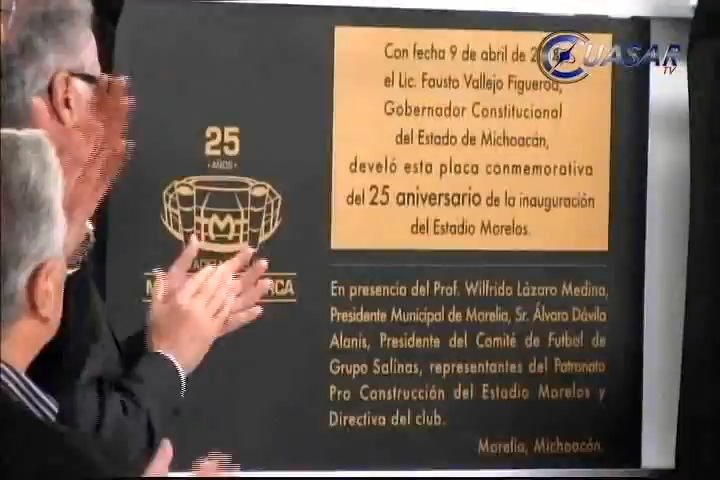 CUASAR
TV
Con fecha 9 de abril de
el Lic. Fausto Vallejo Figueroa,
Gobernador Constitucional
del Estado de Michoacán,
develó esta placa conmemorativa
del 25 aniversario de la inauguración
del Estadio Morelos.
25
AÑOS
M
En presencia del Prof. Wilfrido Lázaro Medina,
Presidente Municipal de Morelia, Sr. Álvaro Dávila
Alanís, Presidente del Comité de Futbol de
Grupo Salinas, representantes del Patronato
Pro Construcción del Estadio Morelos y
Directiva del club.
Morelia, Michoacán.